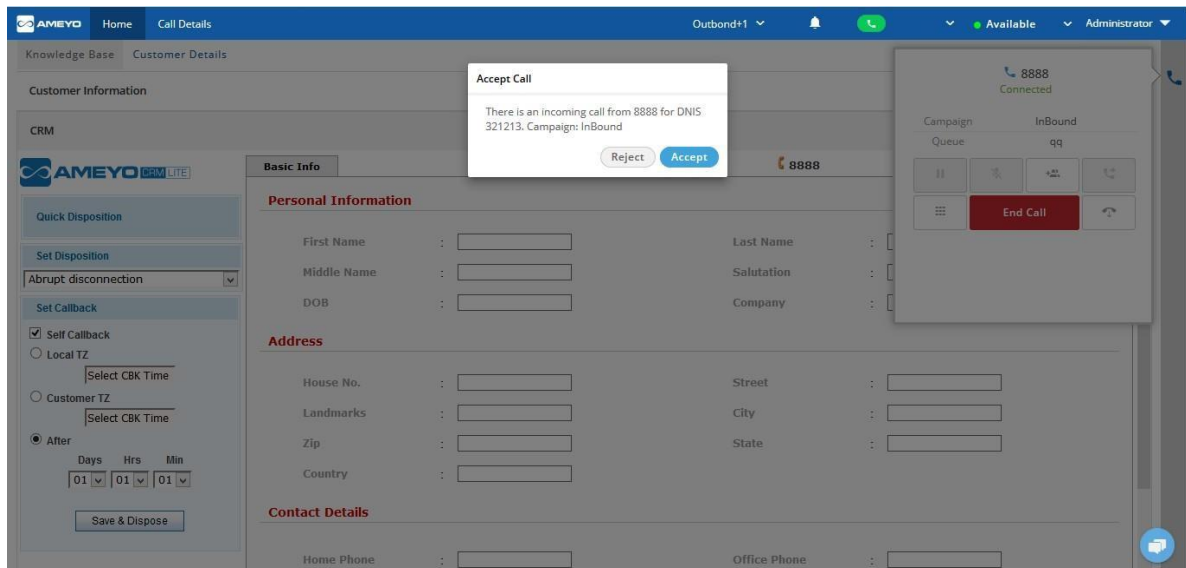 AMEYO Home Call Details Outbond+1 Available Administrator
Knowledge Base Customer Details
Customer Information
CRM
AMEYO CRM LITE
Quick Disposition
Set Disposition
Abrupt disconnection
Set Callback
Self Callback
Local TZ
Select CBK Time
Customer TZ
Select CBK Time
After
Days Hrs Min
01 01 01
Save & Dispose
Accept Call
There is an incoming call from 8888 for DNIS
321213. Campaign: InBound
Reject Accept
Basic Info 8888
Personal Information
First Name : Last Name :
Middle Name : Salutation :
DOB : Company :
Address
House No. : Street :
Landmarks : City :
Zip : State :
Country :
Contact Details
Home Phone : Office Phone :
8888
Connected
Campaign InBound
Queue qq
End Call